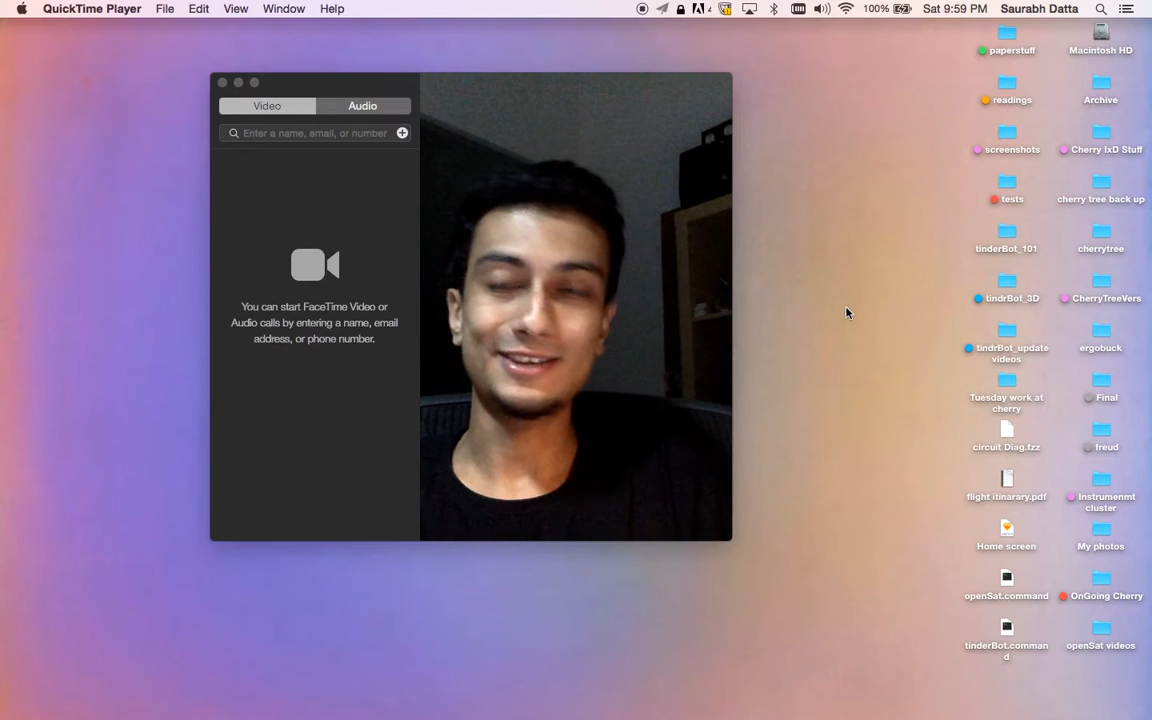 QuickTime Player File Edit View Window Help 100% Sat 9:59 PM Saurabh Datta
Video Audio
Enter a name, email, or number
You can start FaceTime Video or
Audio calls by entering a name, email
address, or phone number.
paperstuff
Macintosh HD
readings
Archive
screenshots
Cherry IxD Stuff
tests
cherry tree back up
tinderBot_101
cherrytree
tindrBot_3D
CherryTreeVers
tindrBot_update
videos
ergobuck
Tuesday work at
cherry
Final
circuit Diag.fzz
freud
flight itinarary.pdf
Instrumenmt
cluster
Home screen
My photos
openSat.command
OnGoing Cherry
tinderBot.comman
d
openSat videos